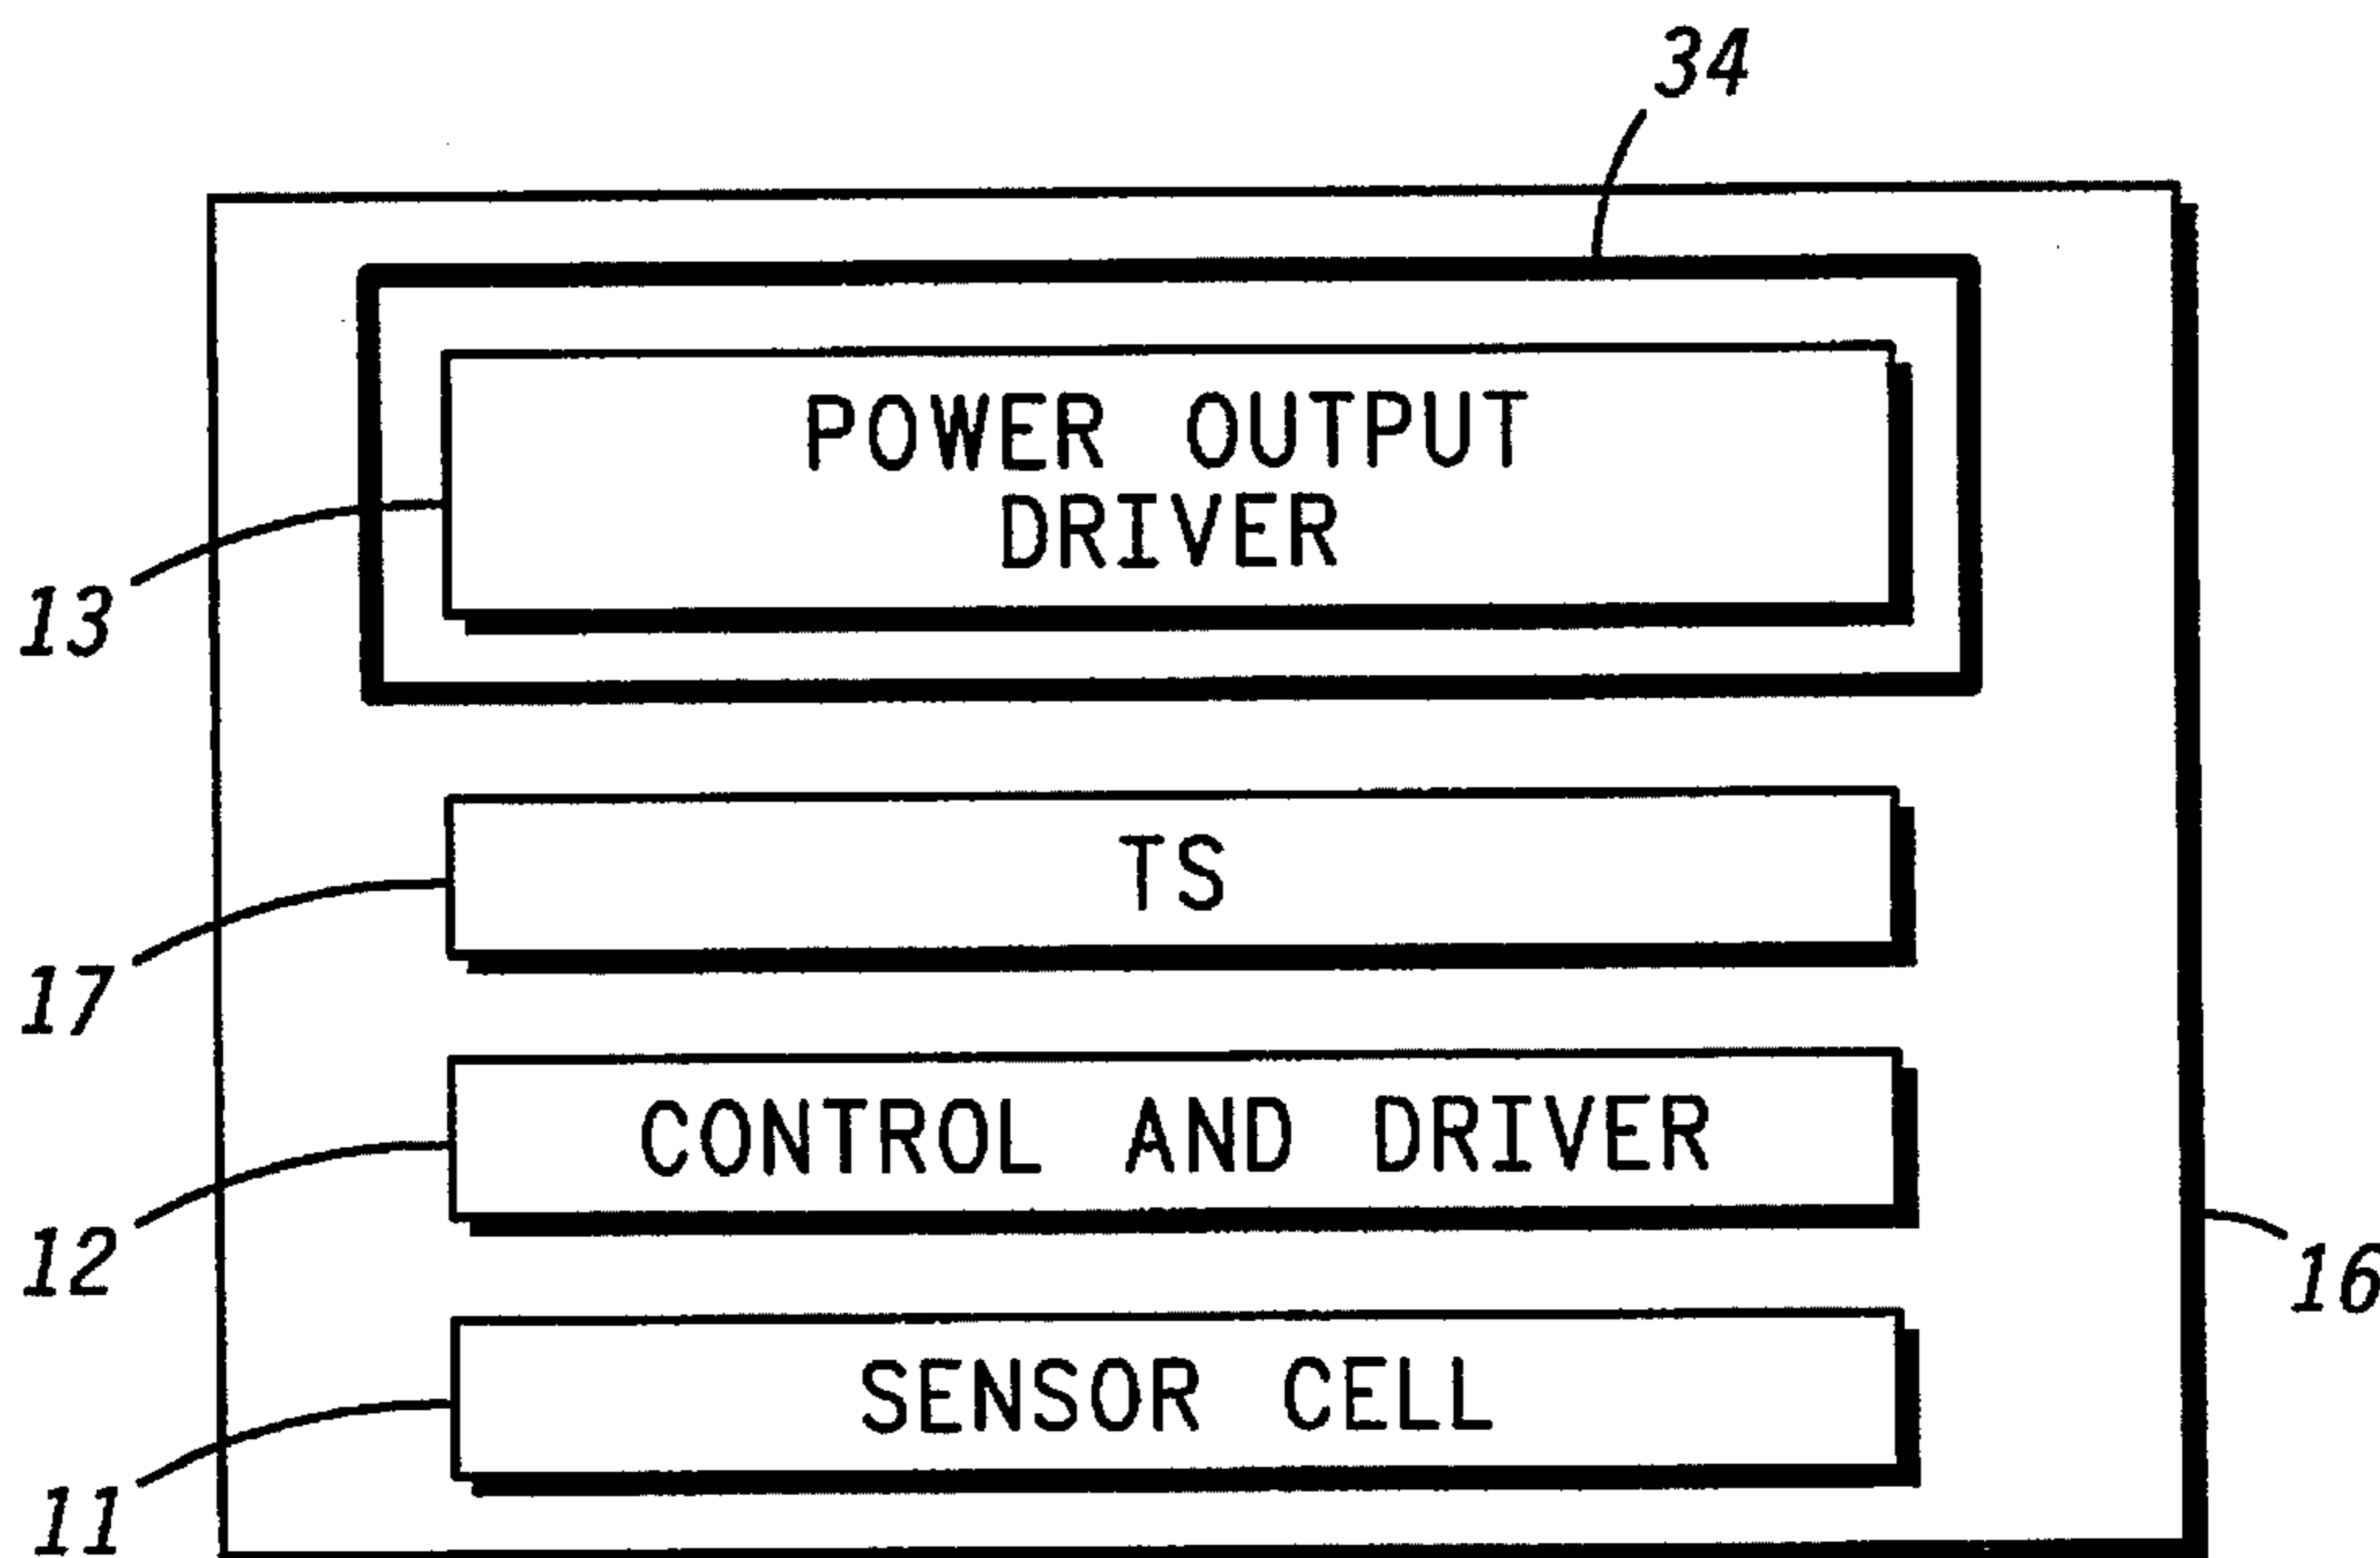 34
POWER OUTPUT
DRIVER
13
TS
17
CONTROL AND DRIVER
12
16
SENSOR CELL
11